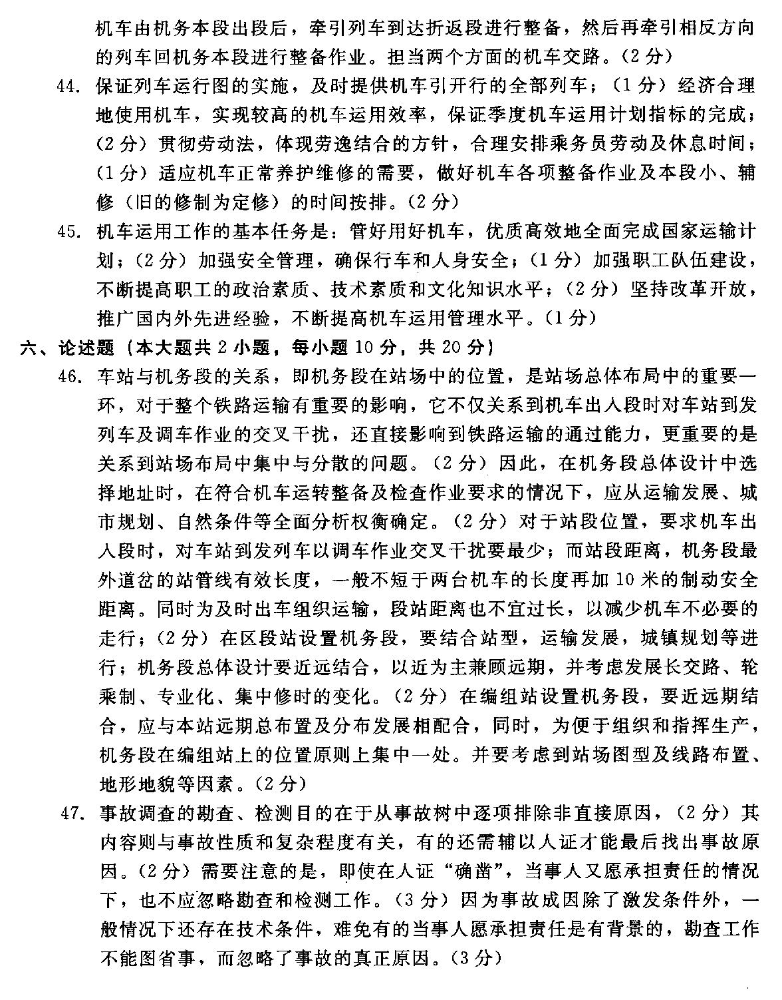 机车由机务本段出段后，牵引列车到达折返段进行整备，然后再牵引相反方向
的列车回机务本段进行整备作业。担当两个方面的机车交路。（2 分）
44. 保证列车运行图的实施，及时提供机车引开行的全部列车；（1 分）经济合理
地使用机车，实现较高的机车运用效率，保证季度机车运用计划指标的完成；
（2 分）贯彻劳动法，体现劳逸结合的方针，合理安排乘务员劳动及休息时间；
（1 分）适应机车正常养护维修的需要，做好机车各项整备作业及本段小、辅
修（旧的修制为定修）的时间按排。（2 分）
45. 机车运用工作的基本任务是：管好用好机车，优质高效地全面完成国家运输计
划；（2 分）加强安全管理，确保行车和人身安全；（1 分）加强职工队伍建设，
不断提高职工的政治素质、技术素质和文化知识水平；（2 分）坚持改革开放，
推广国内外先进经验，不断提高机车运用管理水平。（1 分）
六、论述题（本大题共 2 小题，每小题 10 分，共 20 分）
46. 车站与机务段的关系，即机务段在站场中的位置，是站场总体布局中的重要一
环，对于整个铁路运输有重要的影响，它不仅关系到机车出入段时对车站到发
列车及调车作业的交叉干扰，还直接影响到铁路运输的通过能力，更重要的是
关系到站场布局中集中与分散的问题。（2 分）因此，在机务段总体设计中选
择地址时，在符合机车运转整备及检查作业要求的情况下，应从运输发展、城
市规划、自然条件等全面分析权衡确定。（2 分）对于站段位置，要求机车出
入段时，对车站到发列车以调车作业交叉干扰要最少；而站段距离，机务段最
外道岔的站管线有效长度，一般不短于两台机车的长度再加 10 米的制动安全
距离。同时为及时出车组织运输，段站距离也不宜过长，以减少机车不必要的
走行；（2 分）在区段站设置机务段，要结合站型，运输发展，城镇规划等进
行；机务段总体设计要近远结合，以近为主兼顾远期，并考虑发展长交路、轮
乘制、专业化、集中修时的变化。（2 分）在编组站设置机务段，要近远期结
合，应与本站远期总布置及分布发展相配合，同时，为便于组织和指挥生产，
机务段在编组站上的位置原则上集中一处。并要考虑到站场图型及线路布置、
地形地貌等因素。（2 分）
47. 事故调查的勘查、检测目的在于从事故树中逐项排除非直接原因，（2 分）其
内容则与事故性质和复杂程度有关，有的还需辅以人证才能最后找出事故原
因。（2 分）需要注意的是，即使在人证“确凿”，当事人又愿承担责任的情况
下，也不应忽略勘查和检测工作。（3 分）因为事故成因除了激发条件外，一
般情况下还存在技术条件，难免有的当事人愿承担责任是有背景的，勘查工作
不能图省事，而忽略了事故的真正原因。（3 分）